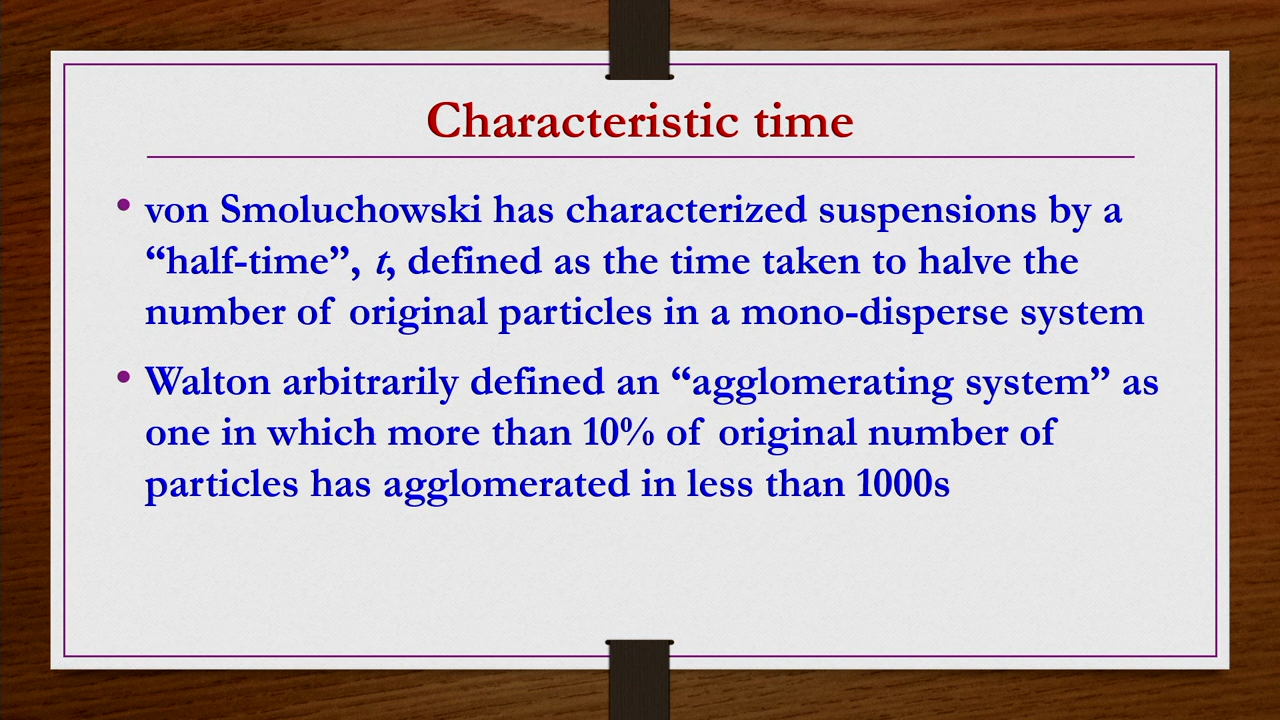 Characteristic time
• von Smoluchowski has characterized suspensions by a
“half-time”, t, defined as the time taken to halve the
number of original particles in a mono-disperse system
• Walton arbitrarily defined an “agglomerating system” as
one in which more than 10% of original number of
particles has agglomerated in less than 1000s